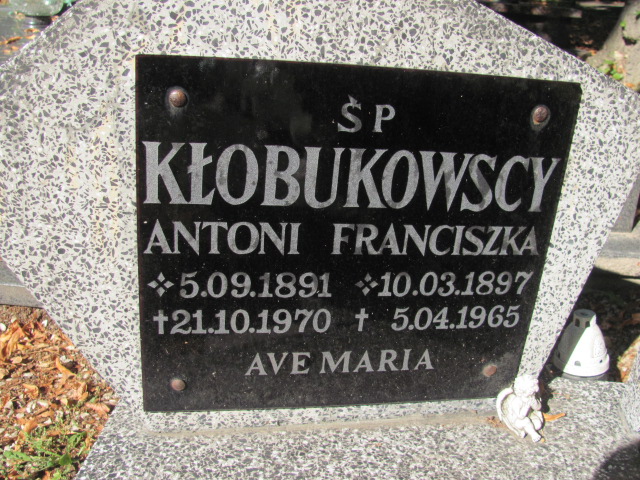 ŚP
KŁOBUKOWSCY
ANTONI FRANCISZKA
5.09.1891 10.03.1897
†21.10.1970 † 5.04.1965
AVE MARIA